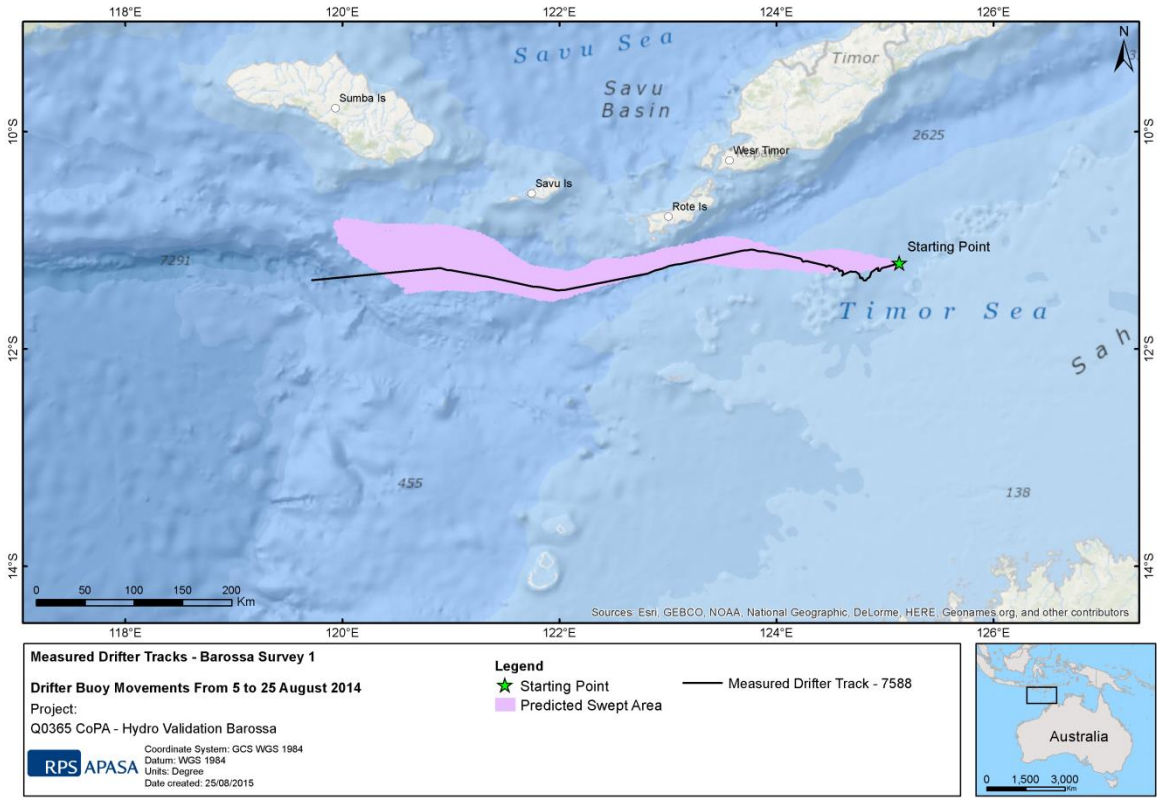 118°E 120°E 122°E 124°E 126°E
Savu Sea
N
Timor
3
Sumba Is
Savu
Basin
10°S 2625 10°S
Wesr Timor
Savu Is
Rote Is
Starting Point
7291
Timor Sea
Sah
12°S 12°S
455
138
14°S 14°S
0 50 100 150 200
Km
Sources: Esri, GEBCO, NOAA, National Geographic, DeLorme, HERE, Geonames.org, and other contributors
118°E 120°E 122°E 124°E 126°E
Measured Drifter Tracks - Barossa Survey 1
Drifter Buoy Movements From 5 to 25 August 2014
Project:
Q0365 CoPA - Hydro Validation Barossa
RPS APASA
Coordinate System: GCS WGS 1984
Datum: WGS 1984
Units: Degree
Date created: 25/08/2015
Legend
Starting Point
Predicted Swept Area
Measured Drifter Track - 7588
Australia
0 1,500 3,000
Km